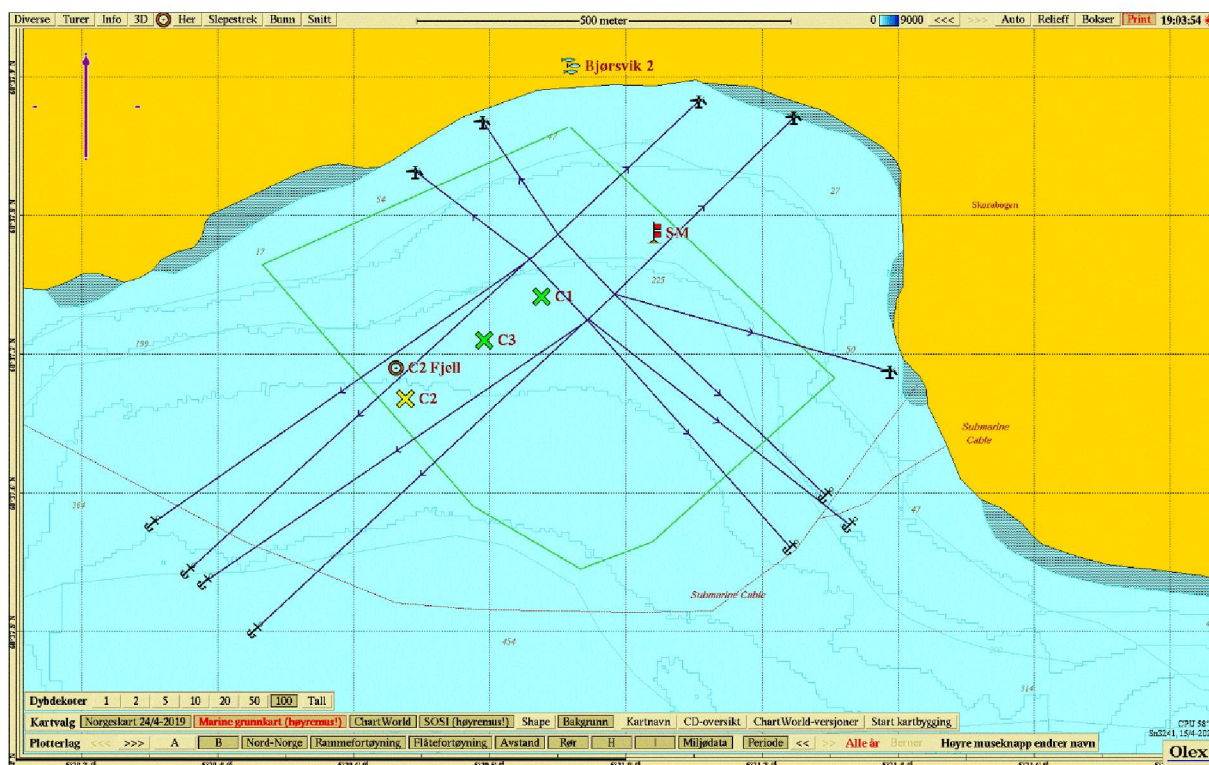 Diverse Turer Info 3D Her Slepestrek Bunn Snitt 500 meter 0 9000 <<< >>> Auto Relieff Bokser Print 19:03:54
Bjørsvik 2
47
54
27
Skorabogen
17
SM
225
C1
199
C3
50
C2 Fjell
C2
Submarine
Cable
384
47
Submarine Cable
454
314
Dybdekoter 1 2 5 10 20 50 100 Tall
Kartvalg Norgeskart 24/4-2019 Marine grunnkart (høyremus!) ChartWorld SOSI (høyremus!) Shape Bakgrunn Kartnavn CD-oversikt ChartWorld-versjoner Start kartbygging
Plotterlag <<< >>> A B Nord-Norge Rammefortøyning Flåtefortøyning Avstand Rør H Miljødata Periode << >> Alle år Berner Høyre museknapp endrer navn
Olex